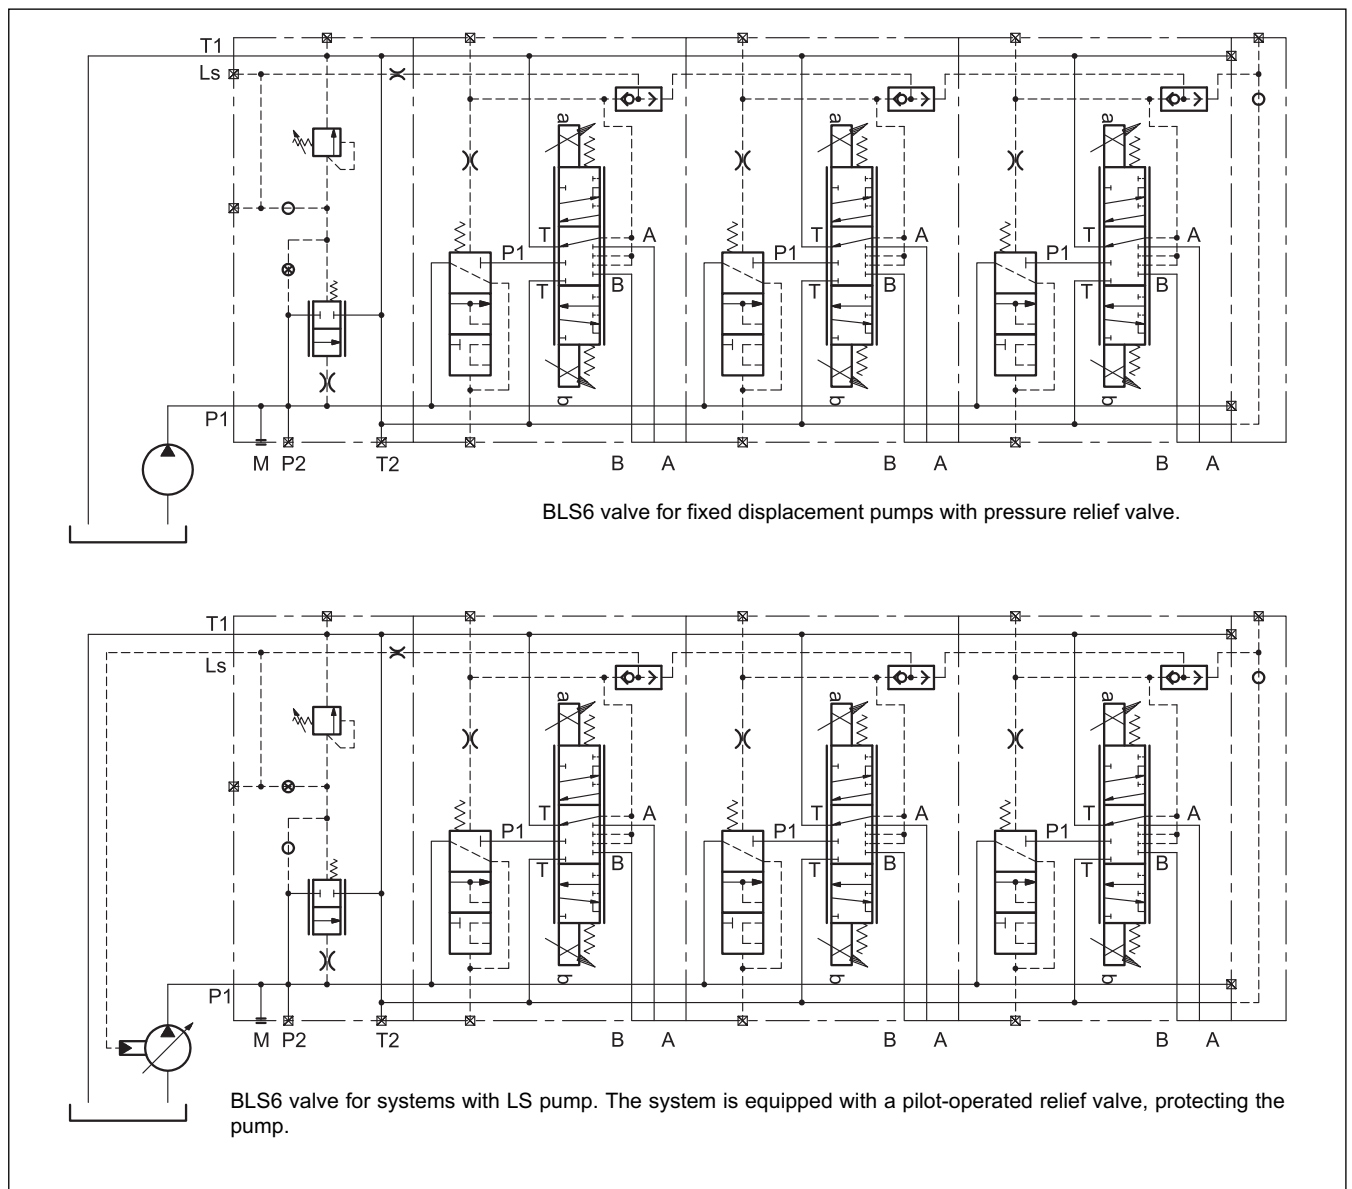 T1
Ls
a
a
a
T
P1
A
T
P1
A
T
P1
A
T
B
T
B
T
B
b
b
b
P1
M P2 T2 B A B A B A
BLS6 valve for fixed displacement pumps with pressure relief valve.
T1
Ls
a
a
a
T
P1
A
T
P1
A
T
P1
A
T
B
T
B
T
B
b
b
b
P1
M P2 T2 B A B A B A
BLS6 valve for systems with LS pump. The system is equipped with a pilot-operated relief valve, protecting the
pump.